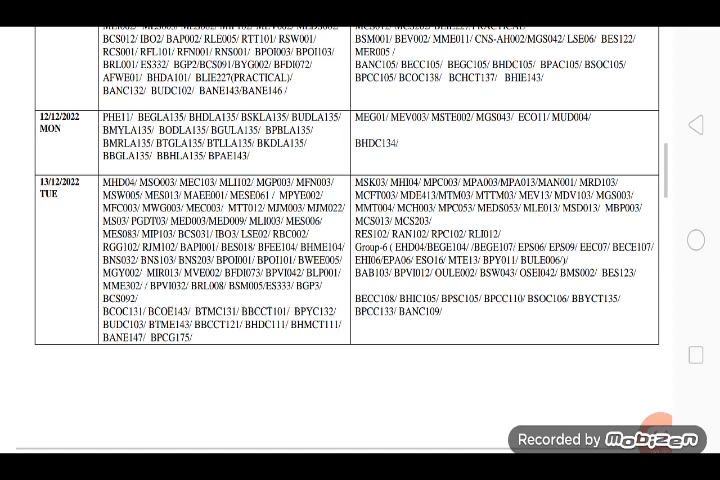 BCS012/ IBO2/ BAP002/ RLE005/ RTT101/ RSW001/
RCS001/ RFL101/ RFN001/ RNS001/ BPOI003/ BPOI103/
BRL001/ ES332/ BGP2/BCS091/BYG002/ BFDI072/
AFWE01/ BHDA101/ BLIE227(PRACTICAL)/
BANC132/ BUDC102/ BANE143/BANE146 /
BSM001/ BEV002/ MME011/ CNS-AH002/MGS042/ LSE06/ BES122/
MER005 /
BANC105/ BECC105/ BEGC105/ BHDC105/ BPAC105/ BSOC105/
BPCC105/ BCOC138/ BCHCT137/ BHIE143/
12/12/2022
MON
PHE11/ BEGLA135/ BHDLA135/ BSKLA135/ BUDLA135/
BMYLA135/ BODLA135/ BGULA135/ BPBLA135/
BMRLA135/ BTGLA135/ BTLLA135/ BKDLA135/
BBGLA135/ BBHLA135/ BPAE143/
MEG01/ MEV003/ MSTE002/ MGS043/ ECO11/ MUD004/
BHDC134/
13/12/2022
TUE
MHD04/ MSO003/ MEC103/ MLI102/ MGP003/ MFN003/
MSW005/ MES013/ MAEE001/ MESE061 / MPYE002/
MFC003/ MWG003/ MEC003/ MTT012/ MJM003/ MJM022/
MS03/ PGDT03/ MED003/MED009/ MLI003/ MES006/
MES083/ MIP103/ BCS031/ IBO3/ LSE02/ RBC002/
RGG102/ RJM102/ BAPI001/ BES018/ BFEE104/ BHME104/
BNS032/ BNS103/ BNS203/ BPOI001/ BPOI101/ BWEE005/
MGY002/ MIR013/ MVE002/ BFDI073/ BPVI042/ BLP001/
MME302/ / BPVI032/ BRL008/ BSM005/ES333/ BGP3/
BCS092/
BCOC131/ BCOE143/ BTMC131/ BBCCT101/ BPYC132/
BUDC103/ BTME143/ BBCCT121/ BHDC111/ BHMCT111/
BANE147/ BPCG175/
MSK03/ MHI04/ MPC003/ MPA003/MPA013/MAN001/ MRD103/
MCFT003/ MDE413/MTM03/ MTTM03/ MEV13/ MDV103/ MGS003/
MMT004/ MCH003/ MPC053/ MEDS053/ MLE013/ MSD013/ MBP003/
MCS013/ MCS203/
RES102/ RAN102/ RPC102/ RLI012/
Group-6 ( EHD04/BEGE104/ /BEGE107/ EPS06/ EPS09/ EEC07/ BECE107/
EHI06/EPA06/ ESO16/ MTE13/ BPY011/ BULE006/)/
BAB103/ BPVI012/ OULE002/ BSW043/ OSEI042/ BMS002/ BES123/
BECC108/ BHIC105/ BPSC105/ BPCC110/ BSOC106/ BBYCT135/
BPCC133/ BANC109/
Recorded by Mobizen